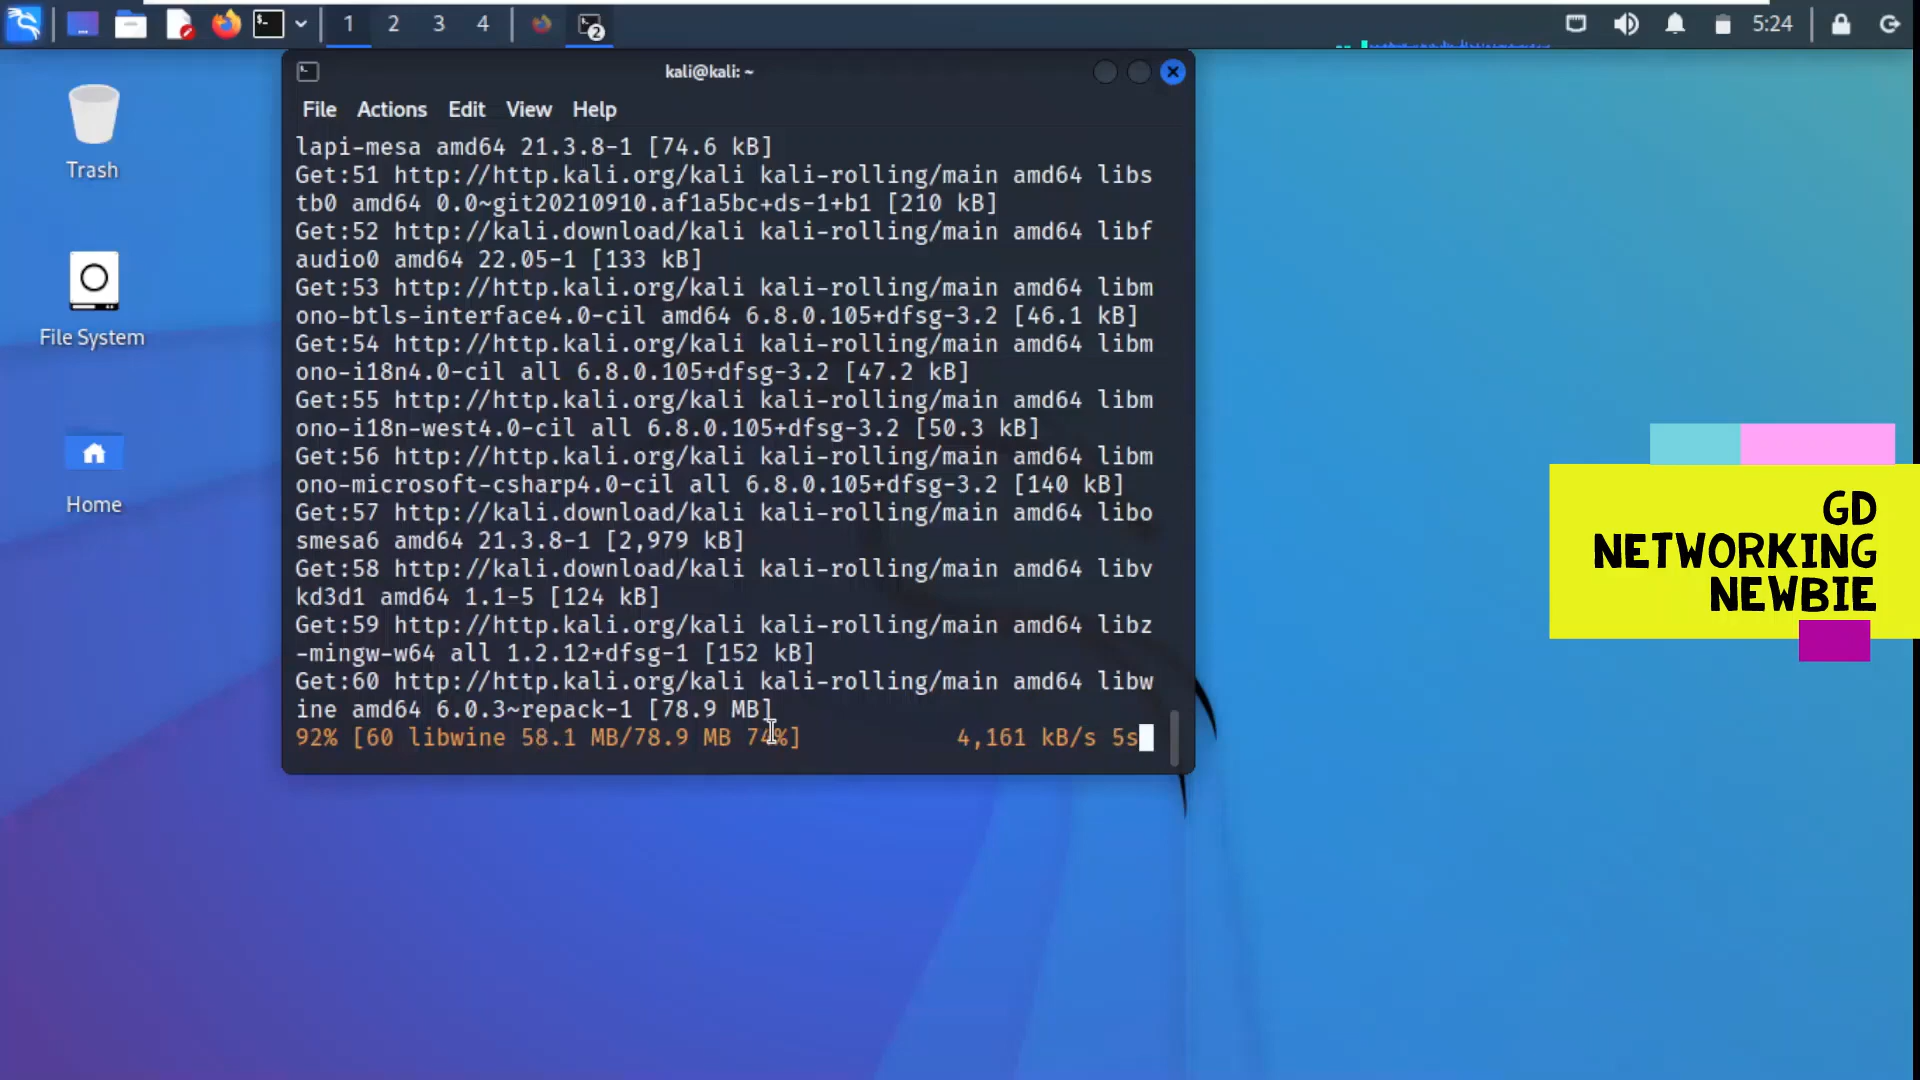 1 2 3 4 2 5:24
kali@kali: ~
File Actions Edit View Help
Trash
File System
Home
lapi-mesa amd64 21.3.8-1 [74.6 kB]
Get:51 http://http.kali.org/kali kali-rolling/main amd64 libs
tb0 amd64 0.0~git20210910.af1a5bc+ds-1+b1 [210 kB]
Get:52 http://kali.download/kali kali-rolling/main amd64 libf
audio0 amd64 22.05-1 [133 kB]
Get:53 http://http.kali.org/kali kali-rolling/main amd64 libm
ono-btls-interface4.0-cil amd64 6.8.0.105+dfsg-3.2 [46.1 kB]
Get:54 http://http.kali.org/kali kali-rolling/main amd64 libm
ono-i18n4.0-cil all 6.8.0.105+dfsg-3.2 [47.2 kB]
Get:55 http://http.kali.org/kali kali-rolling/main amd64 libm
ono-i18n-west4.0-cil all 6.8.0.105+dfsg-3.2 [50.3 kB]
Get:56 http://http.kali.org/kali kali-rolling/main amd64 libm
ono-microsoft-csharp4.0-cil all 6.8.0.105+dfsg-3.2 [140 kB]
Get:57 http://kali.download/kali kali-rolling/main amd64 libo
smesa6 amd64 21.3.8-1 [2,979 kB]
Get:58 http://kali.download/kali kali-rolling/main amd64 libv
kd3d1 amd64 1.1-5 [124 kB]
Get:59 http://http.kali.org/kali kali-rolling/main amd64 libz
-mingw-w64 all 1.2.12+dfsg-1 [152 kB]
Get:60 http://http.kali.org/kali kali-rolling/main amd64 libw
ine amd64 6.0.3~repack-1 [78.9 MB]
92% [60 libwine 58.1 MB/78.9 MB 74%] 4,161 kB/s 5s
GD
NETWORKING
NEWBIE